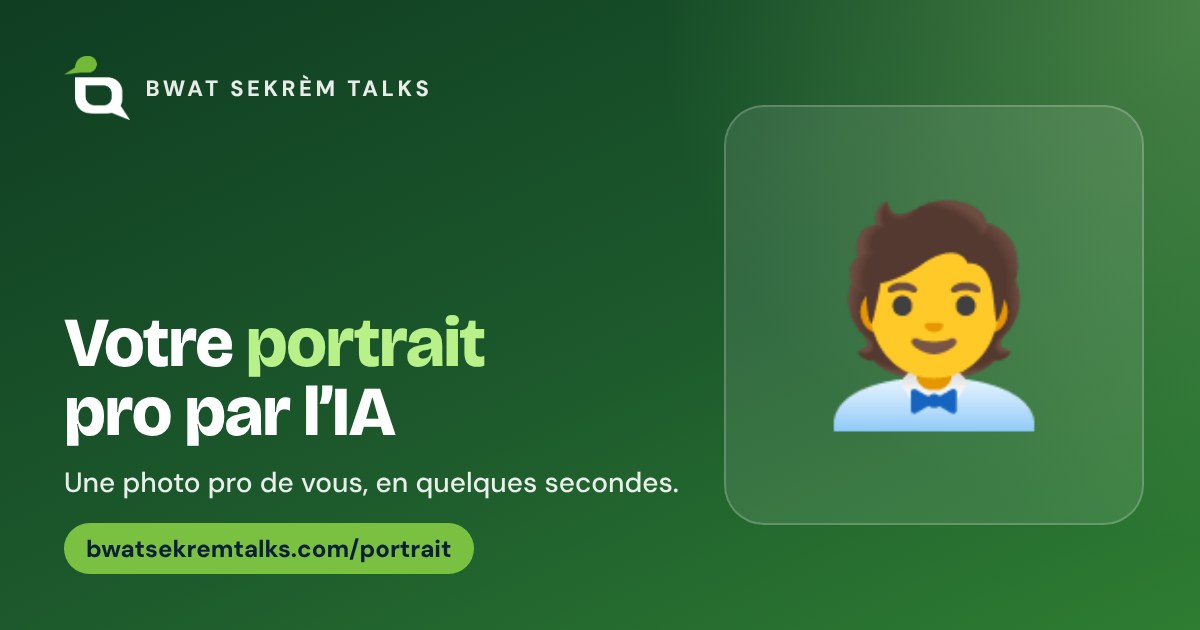 BWAT SEKRÈM TALKS
Votre portrait
pro par l’IA
Une photo pro de vous, en quelques secondes.
bwatsekremtalks.com/portrait